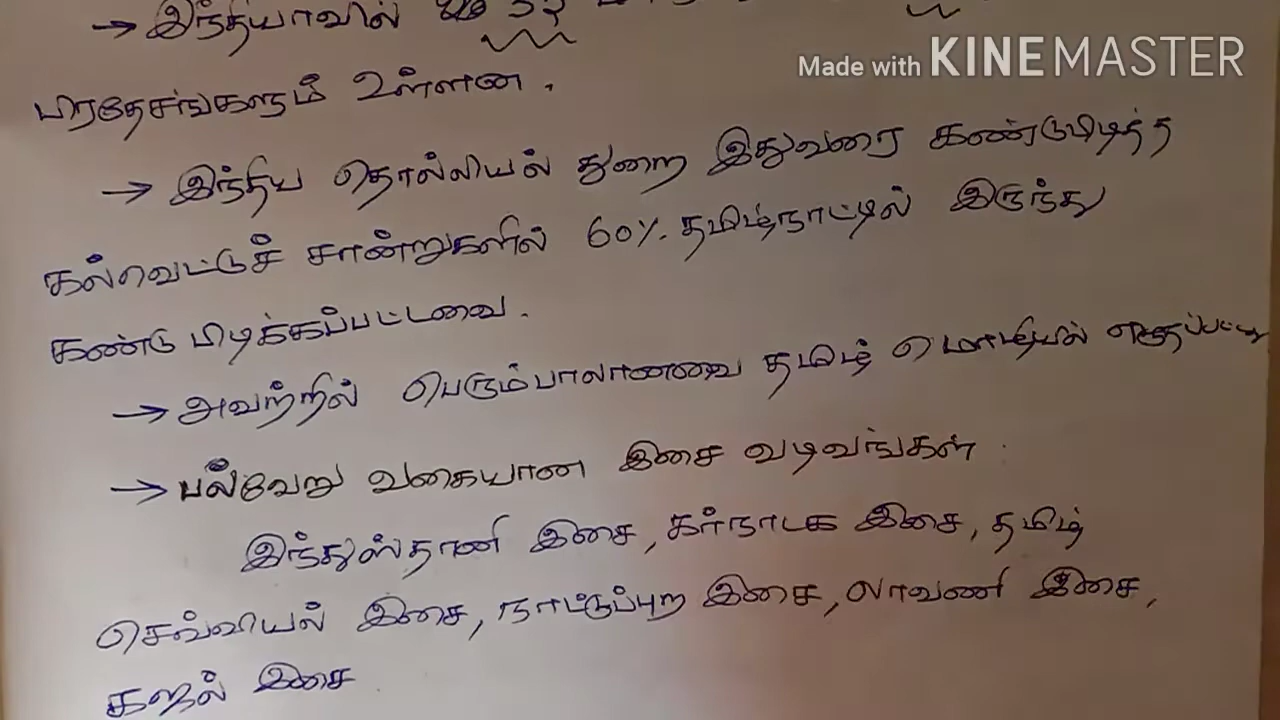 → இந்தியாவில்
Made with KINEMASTER
பிரதேசங்களும் உள்ளன.
→ இந்திய தொல்லியல் துறை இதுவரை கண்டுபிடித்த
கல்வெட்டுச் சான்றுகளில் 60% தமிழ்நாட்டில் இருந்து
கண்டு பிடிக்கப்பட்டவை.
→ அவற்றில் பெரும்பாலானவை தமிழ் மொழியில் எழுதப்பட்டு
→ பல்வேறு வகையான இசை வடிவங்கள்
இந்துஸ்தானி இசை, கர்நாடக இசை, தமிழ்
செவ்வியல் இசை, நாட்டுப்புற இசை, லாவணி இசை,
கஜல் இசை